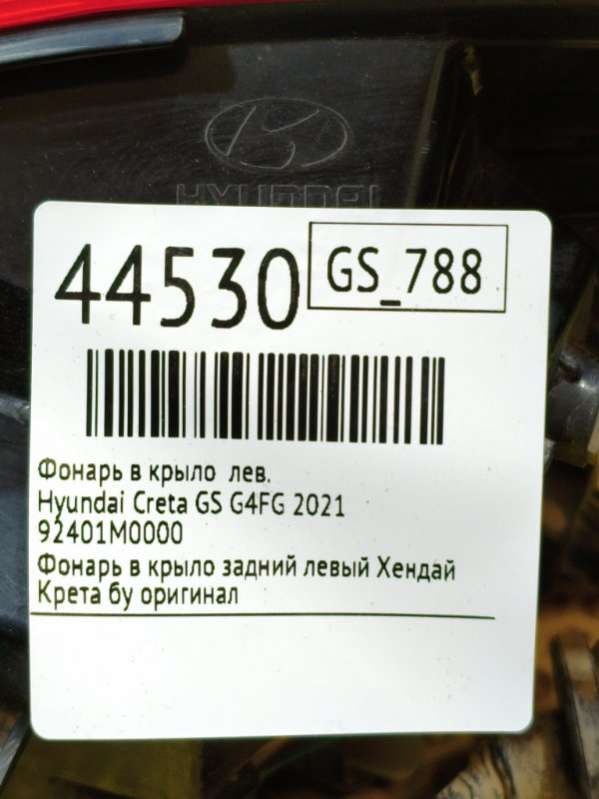 HYUNDAI
44530
GS_788
Фонарь в крыло лев.
Hyundai Creta GS G4FG 2021
92401M0000
Фонарь в крыло задний левый Хендай
Крета бу оригинал